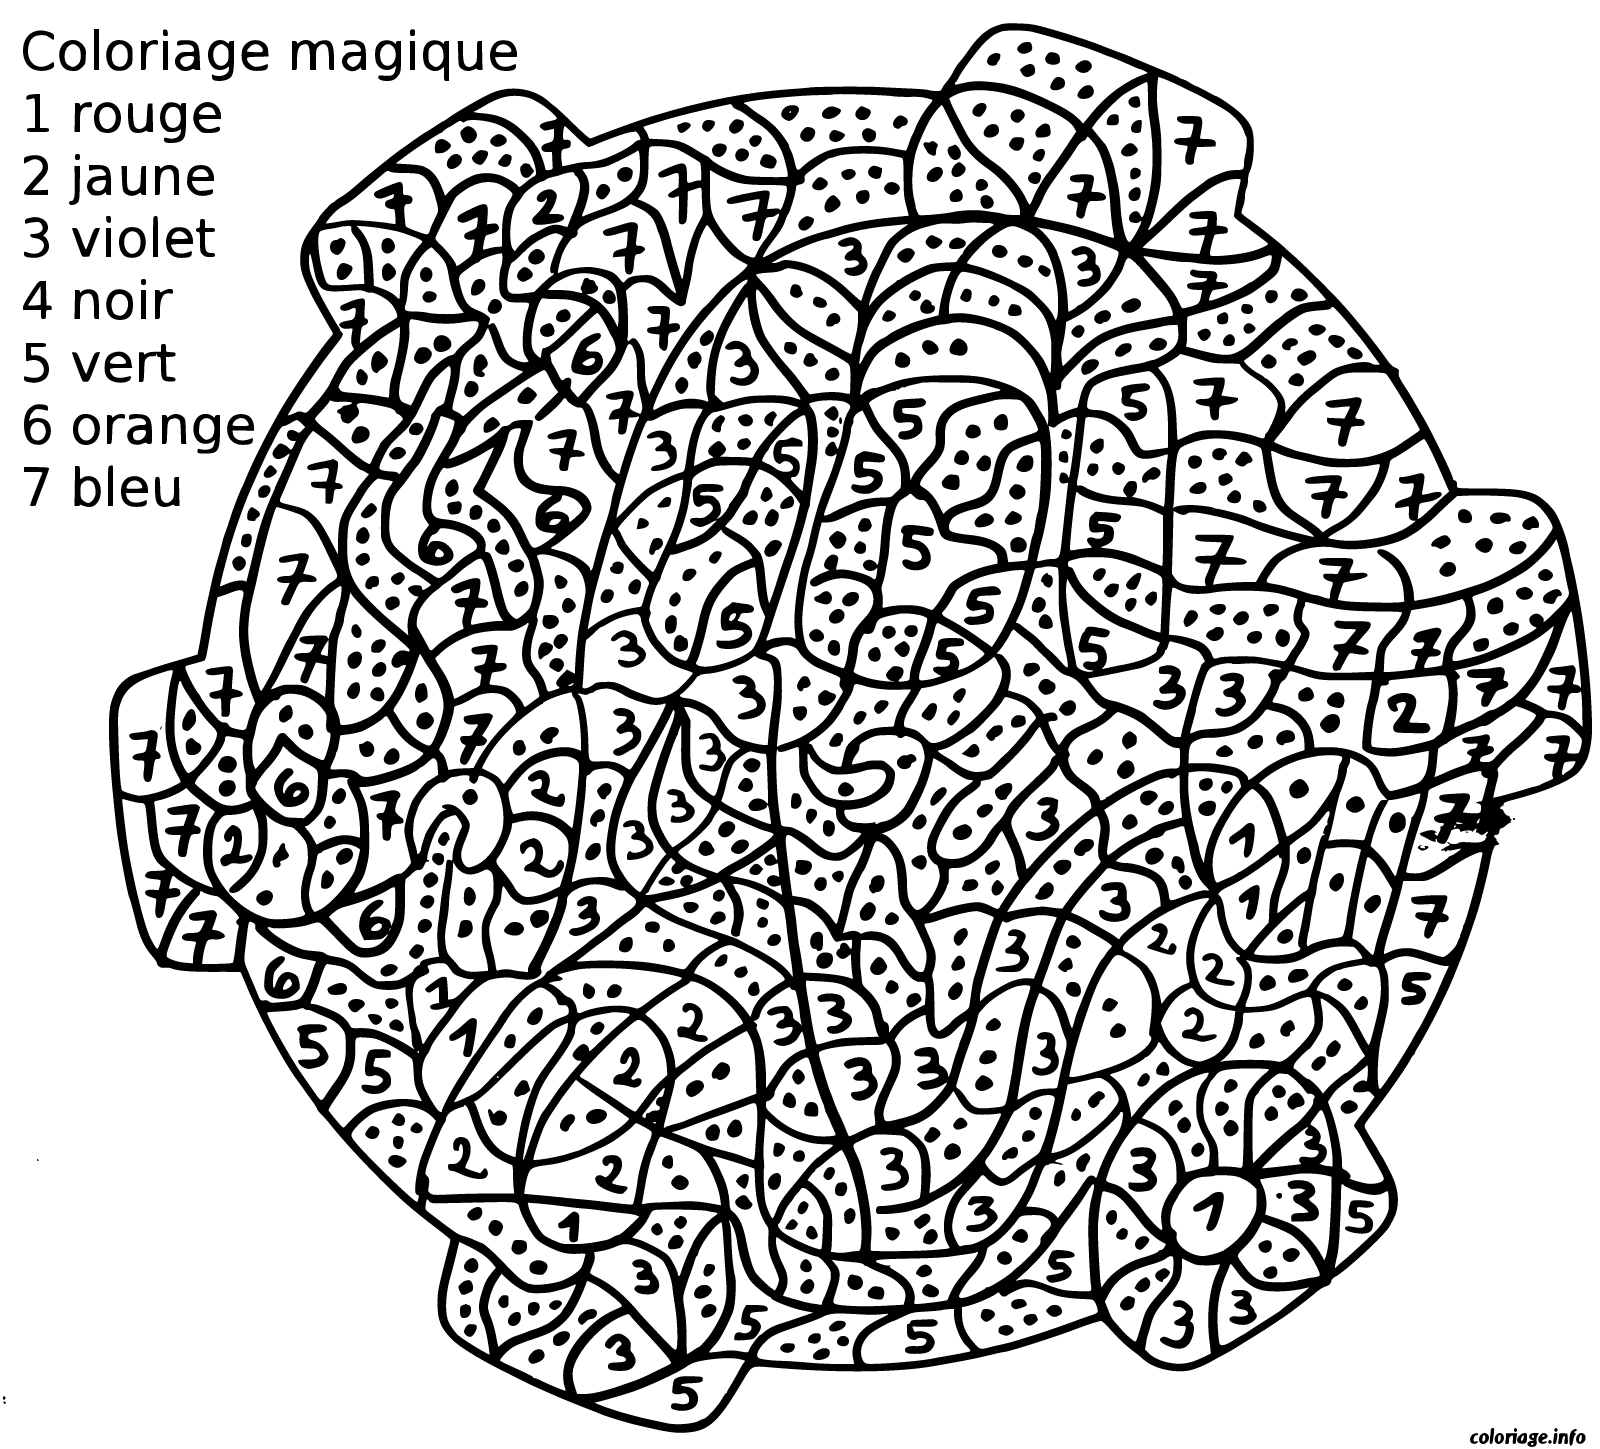 Coloriage magique
1 rouge
2 jaune
3 violet
4 noir
5 vert
6 orange
7 bleu
coloriage.info